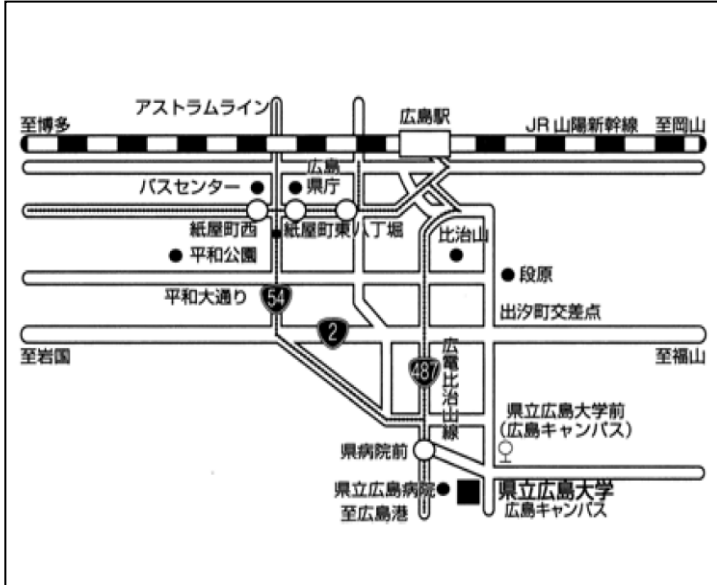 アストラムライン
広島駅
至博多
JR山陽新幹線 至岡山
広島
県庁
バスセンター
紙屋町西
紙屋町東
八丁堀
比治山
平和公園
段原
平和大通り
54
出汐町交差点
2
至岩国
至福山
広電比治山線
487
県立広島大学前
(広島キャンパス)
県病院前
県立広島病院
県立広島大学
広島キャンパス
至広島港